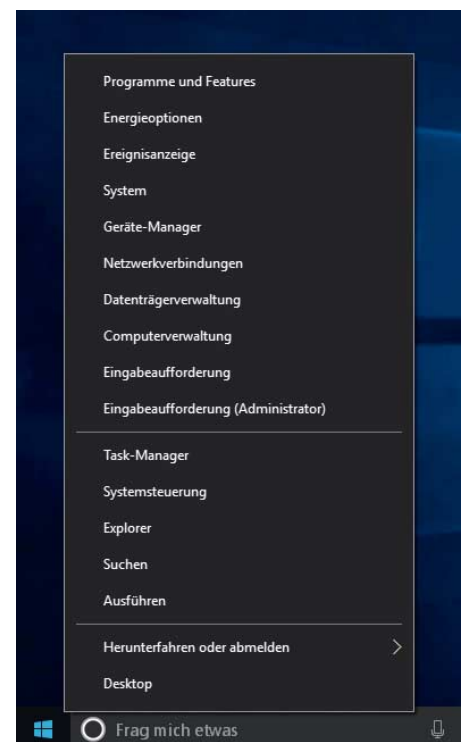 Programme und Features
Energieoptionen
Ereignisanzeige
System
Geräte-Manager
Netzwerkverbindungen
Datenträgerverwaltung
Computerverwaltung
Eingabeaufforderung
Eingabeaufforderung (Administrator)
Task-Manager
Systemsteuerung
Explorer
Suchen
Ausführen
Herunterfahren oder abmelden
Desktop
Frag mich etwas